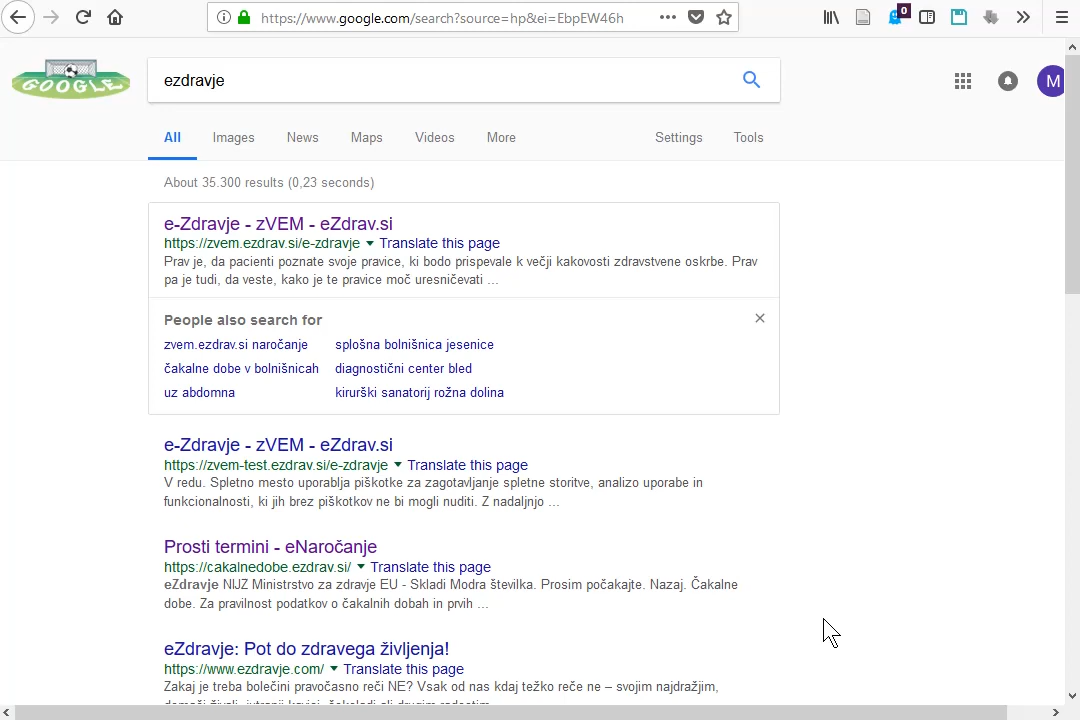 https://www.google.com/search?source=hp&ei=EbpEW46h
0
GOOGLE
ezdravje
M
All Images News Maps Videos More Settings Tools
About 35.300 results (0,23 seconds)
e-Zdravje - zVEM - eZdrav.si
https://zvem.ezdrav.si/e-zdravje Translate this page
Prav je, da pacienti poznate svoje pravice, ki bodo prispevale k večji kakovosti zdravstvene oskrbe. Prav
pa je tudi, da veste, kako je te pravice moč uresničevati ...
People also search for
zvem.ezdrav.si naročanje splošna bolnišnica jesenice
čakalne dobe v bolnišnicah diagnostični center bled
uz abdomna kirurški sanatorij rožna dolina
e-Zdravje - zVEM - eZdrav.si
https://zvem-test.ezdrav.si/e-zdravje Translate this page
V redu. Spletno mesto uporablja piškotke za zagotavljanje spletne storitve, analizo uporabe in
funkcionalnosti, ki jih brez piškotkov ne bi mogli nuditi. Z nadaljnjo ...
Prosti termini - eNaročanje
https://cakalnedobe.ezdrav.si/ Translate this page
eZdravje NIJZ Ministrstvo za zdravje EU - Skladi Modra številka. Prosim počakajte. Nazaj. Čakalne
dobe. Za pravilnost podatkov o čakalnih dobah in prvih ...
eZdravje: Pot do zdravega življenja!
https://www.ezdravje.com/ Translate this page
Zakaj je treba bolečini pravočasno reči NE? Vsak od nas kdaj težko reče ne – svojim najdražjim,